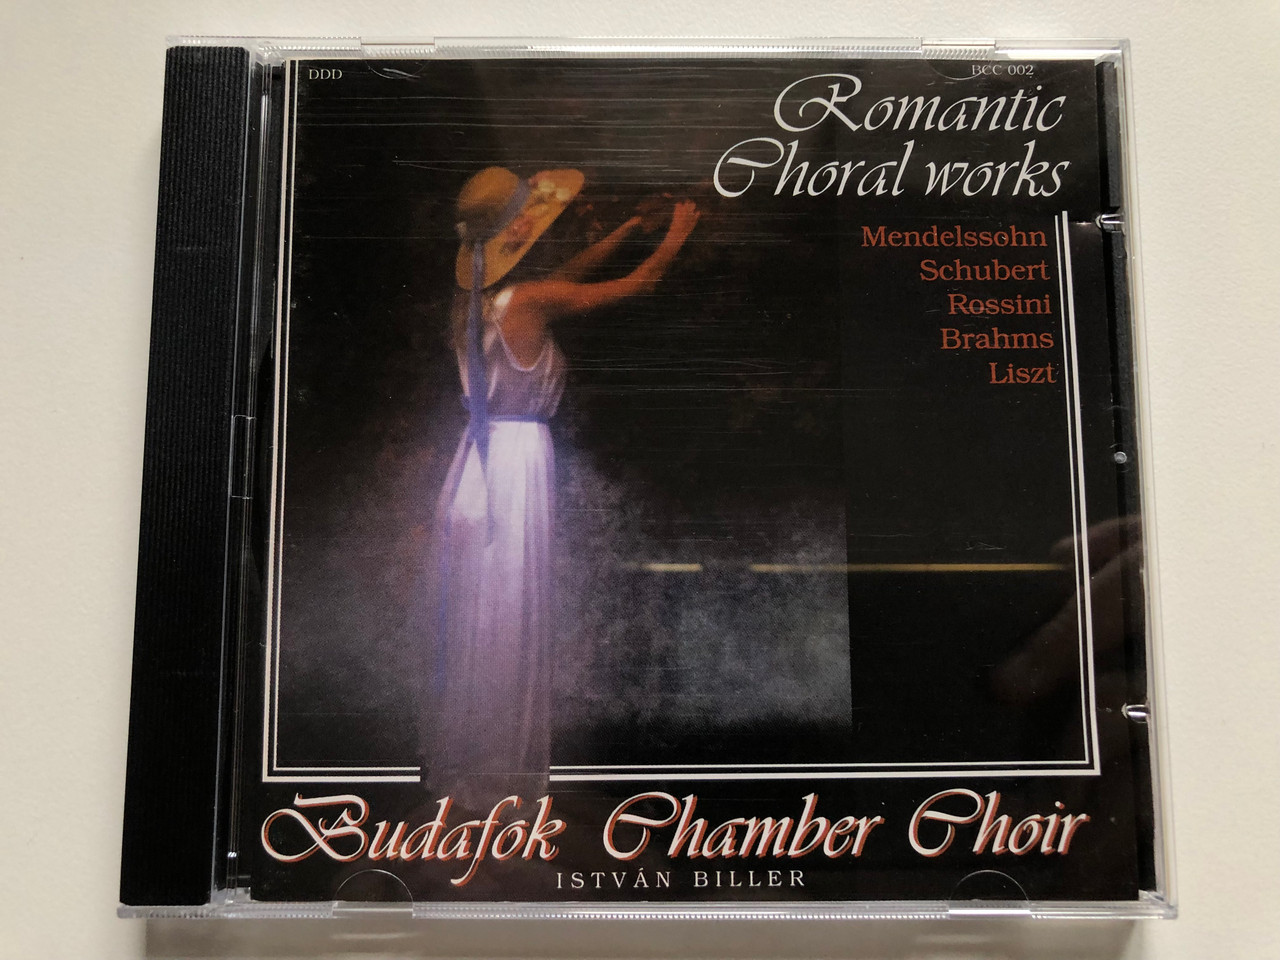 DDD
BCC 002
Romantic
Choral works
Mendelssohn
Schubert
Rossini
Brahms
Liszt
Budafok Chamber Choir
ISTVÁN BILLER